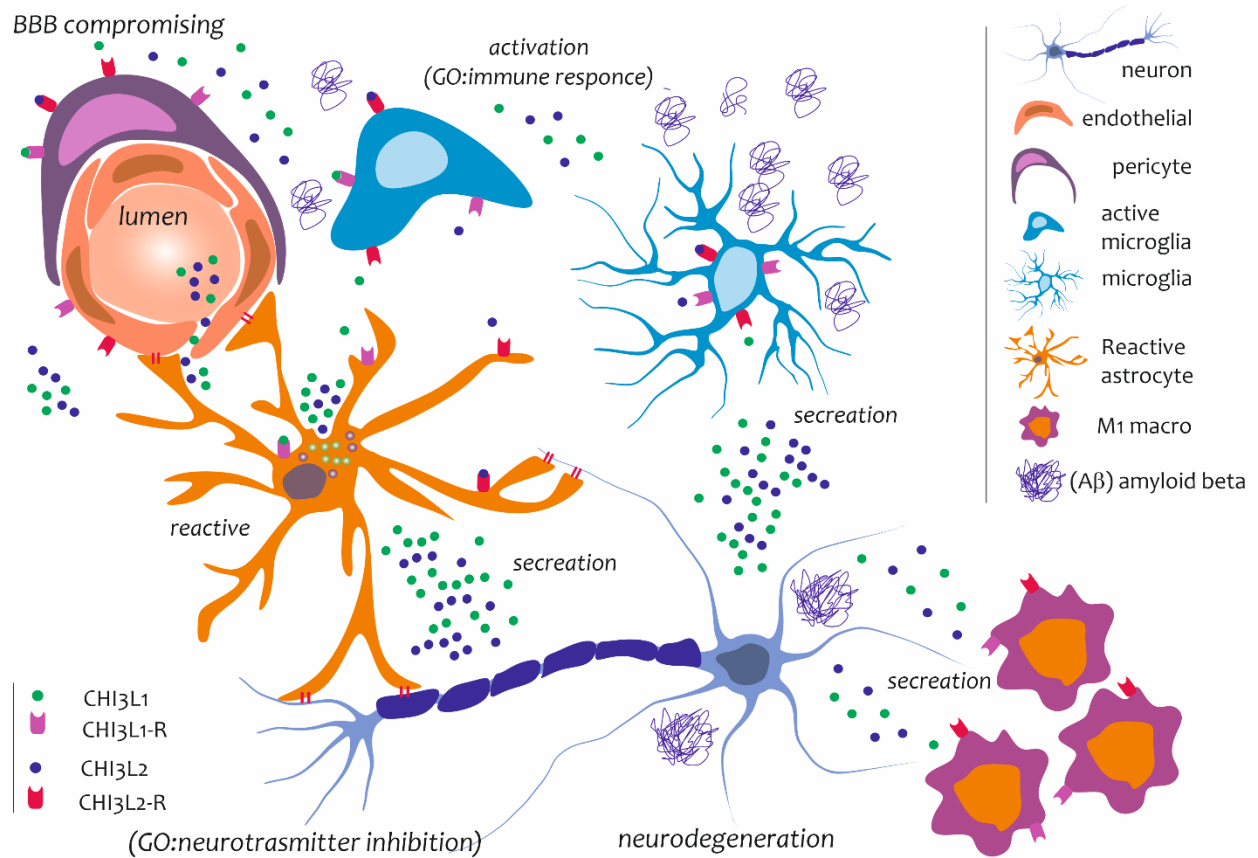 BBB compromising
activation
(GO:immune responce)
lumen
reactive
secreation
secreation
secreation
neurodegeneration
(GO:neurotrasmitter inhibition)
CHI3L1
CHI3L1-R
CHI3L2
CHI3L2-R
neuron
endothelial
pericyte
active
microglia
microglia
Reactive
astrocyte
M1 macro
(Aβ) amyloid beta